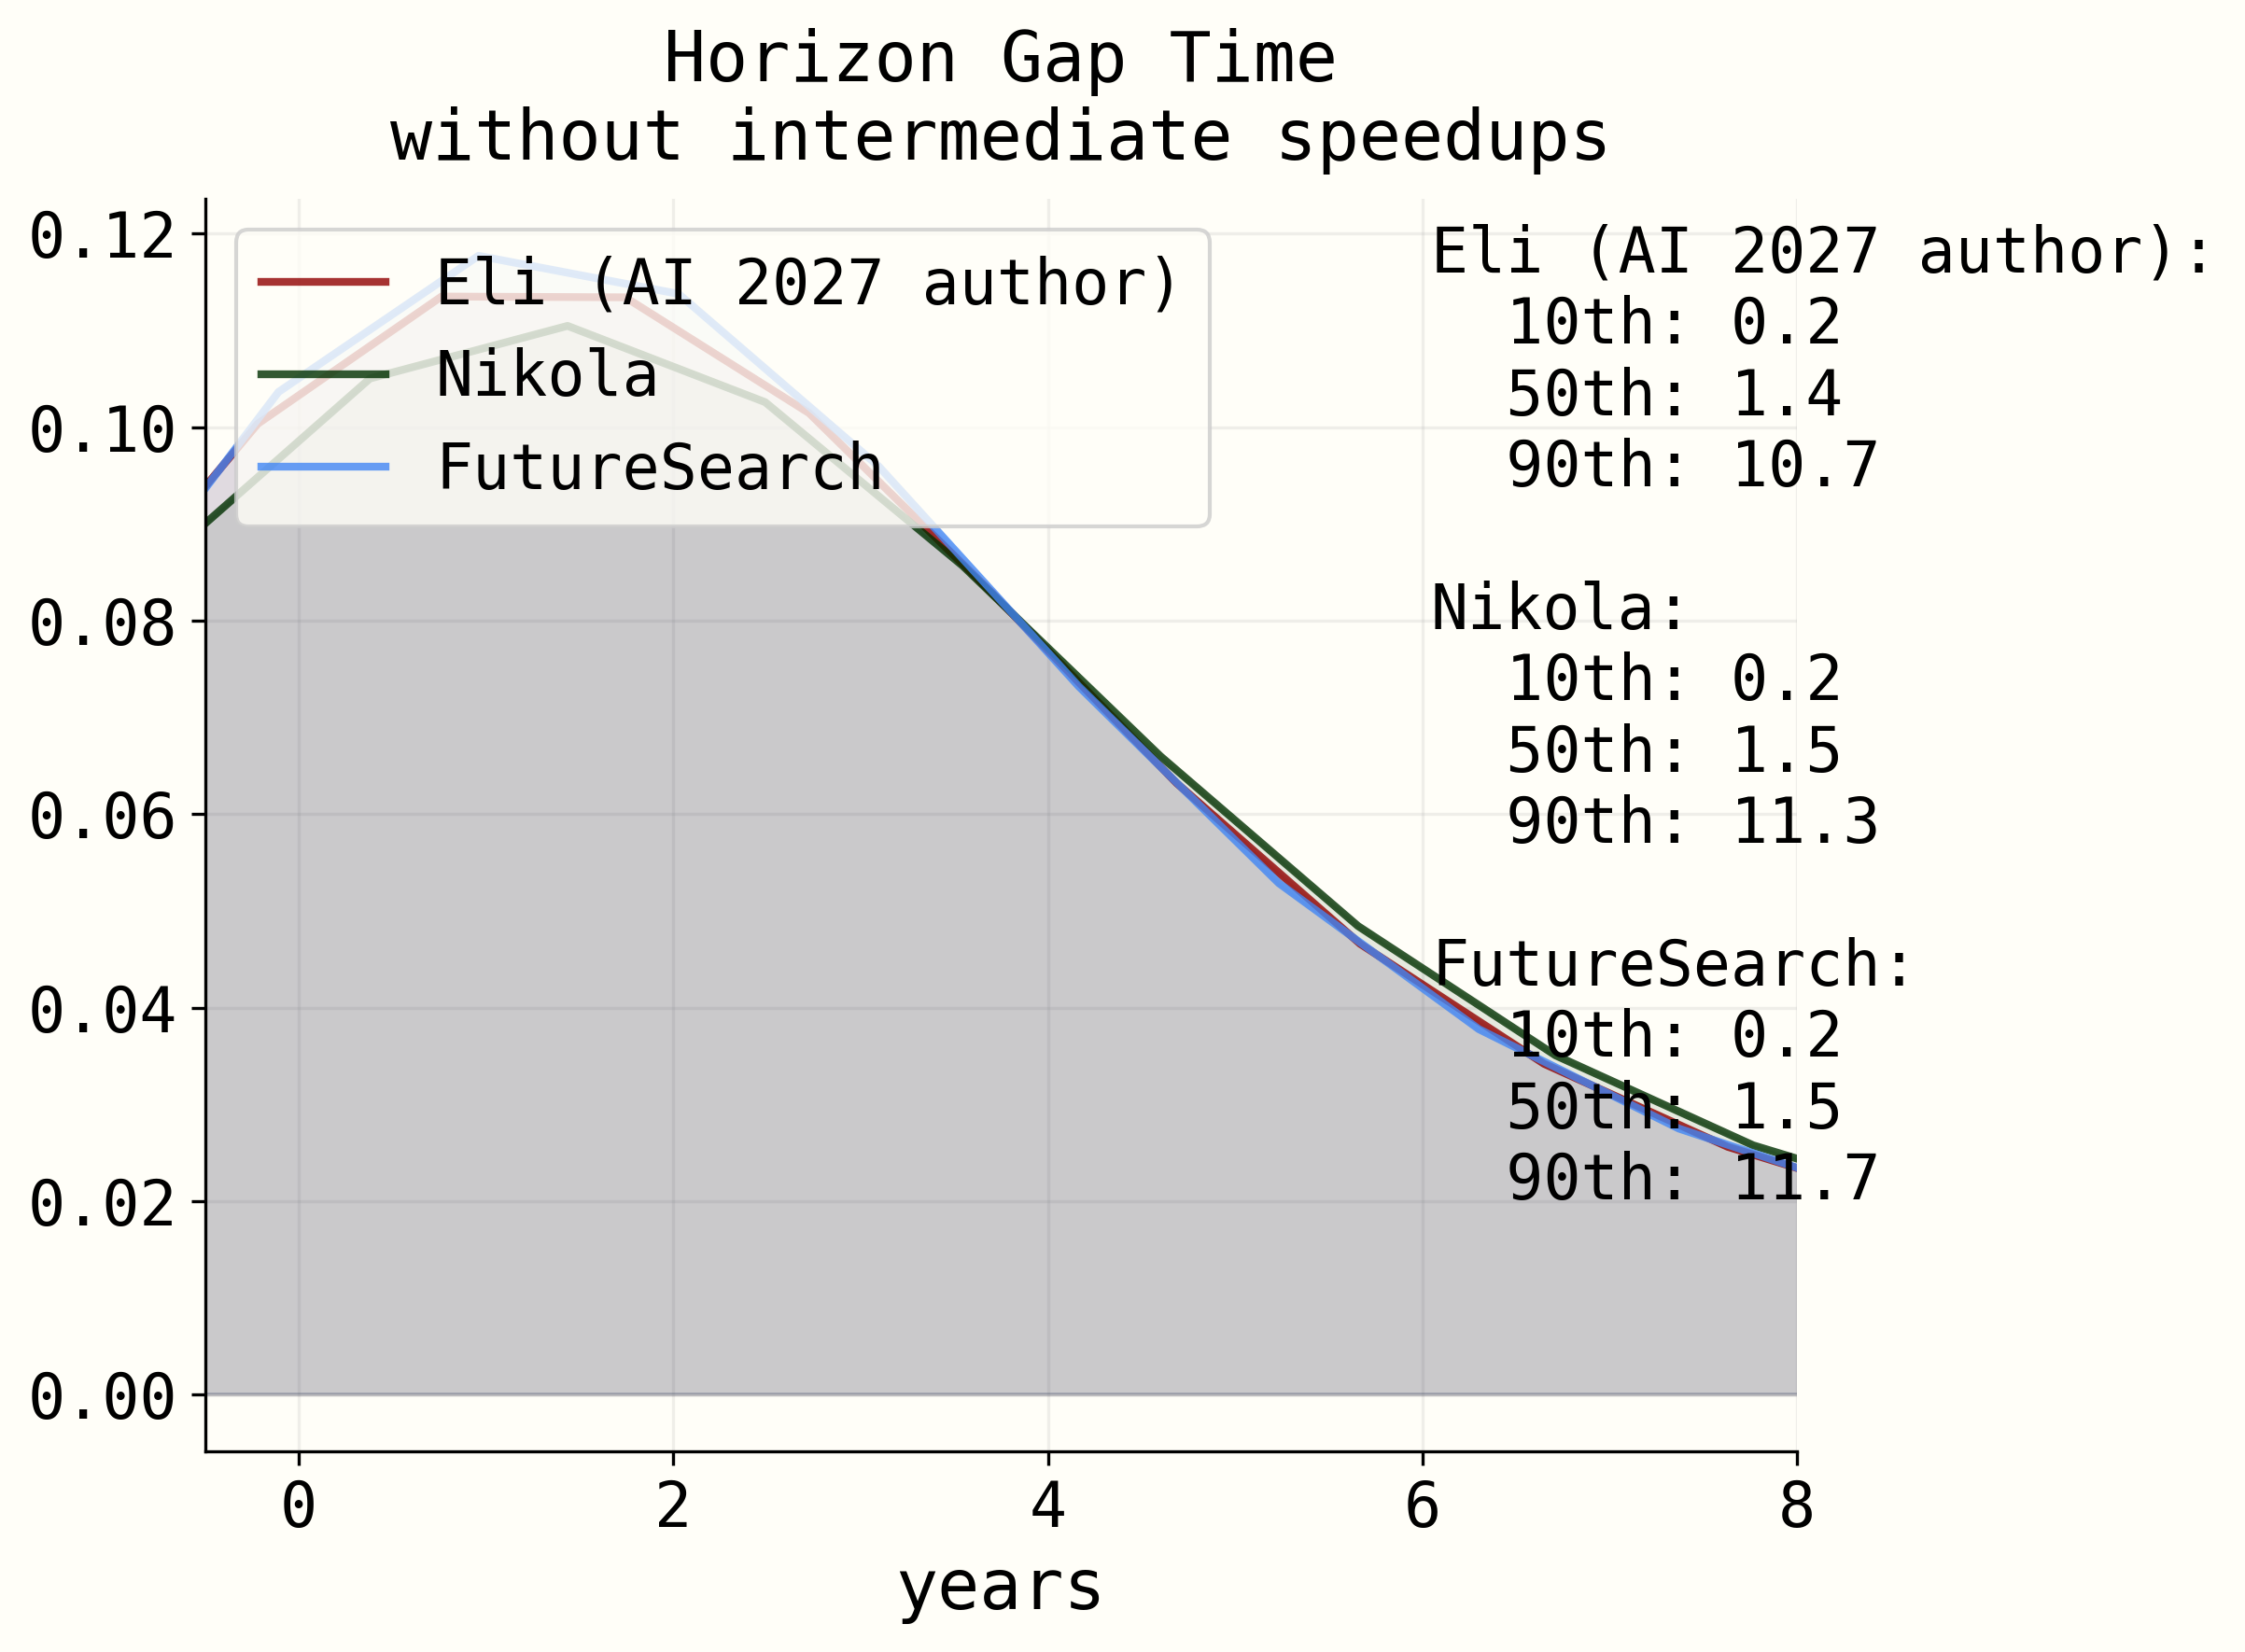 Horizon Gap Time
without intermediate speedups
0.12
0.10
0.08
0.06
0.04
0.02
0.00
Eli (AI 2027 author)
Nikola
FutureSearch
Eli (AI 2027 author):
10th: 0.2
50th: 1.4
90th: 10.7
Nikola:
10th: 0.2
50th: 1.5
90th: 11.3
FutureSearch:
10th: 0.2
50th: 1.5
90th: 11.7
0 2 4 6 8
years